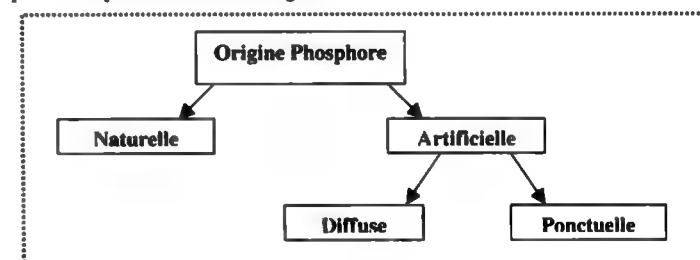 Origine Phosphore
Naturelle
Artificielle
Diffuse
Ponctuelle